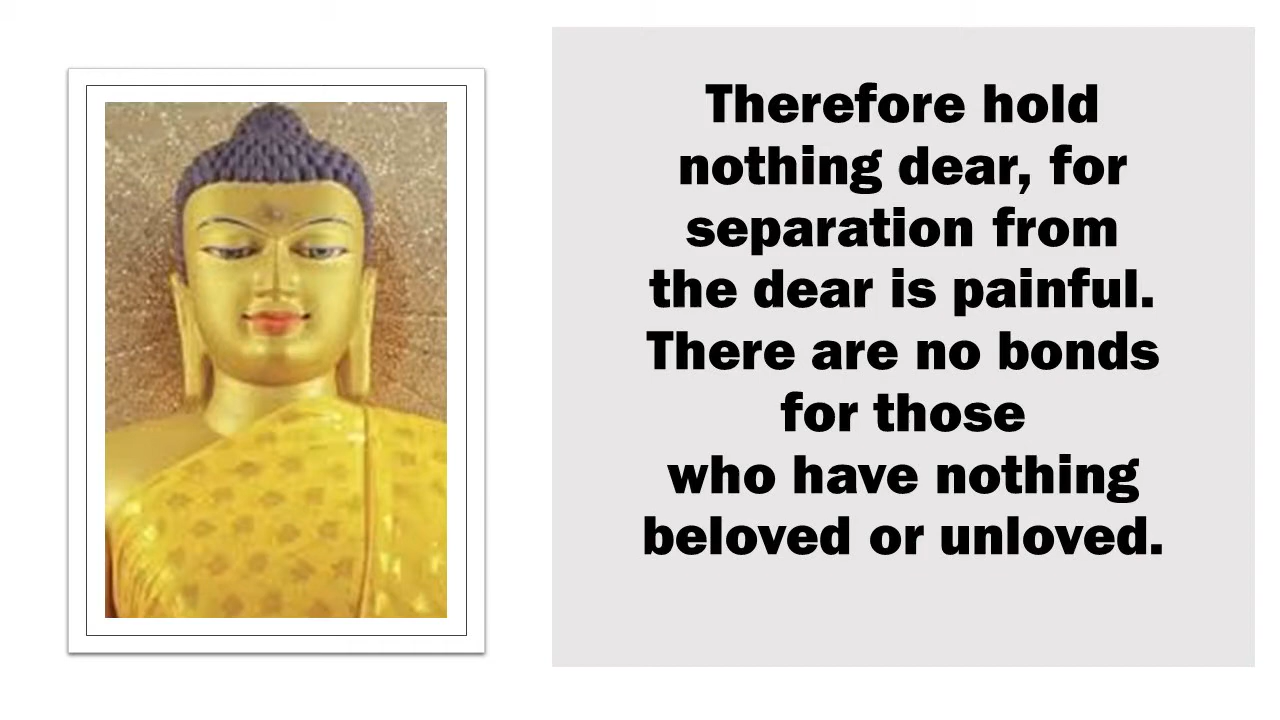 Therefore hold
nothing dear, for
separation from
the dear is painful.
There are no bonds
for those
who have nothing
beloved or unloved.